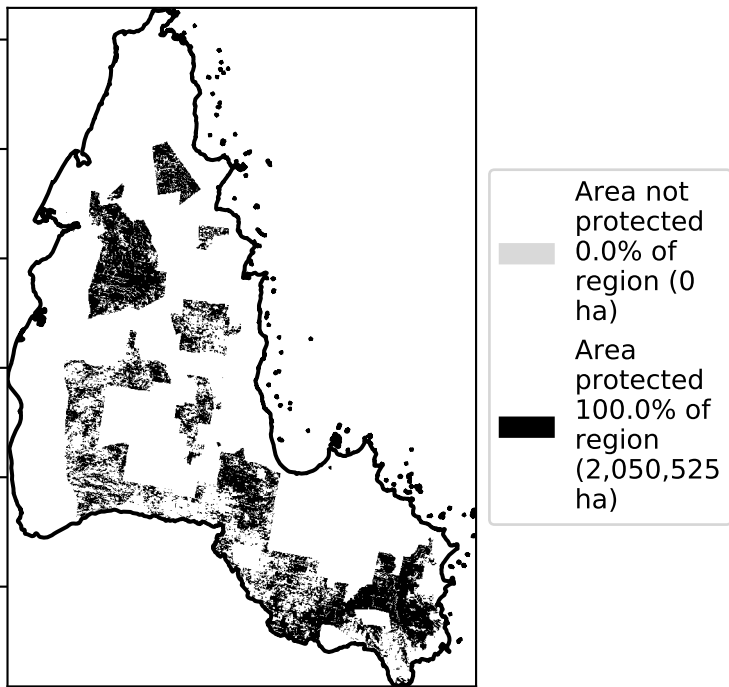 Area not
protected
0.0% of
region (0
ha)
Area
protected
100.0% of
region
(2,050,525
ha)